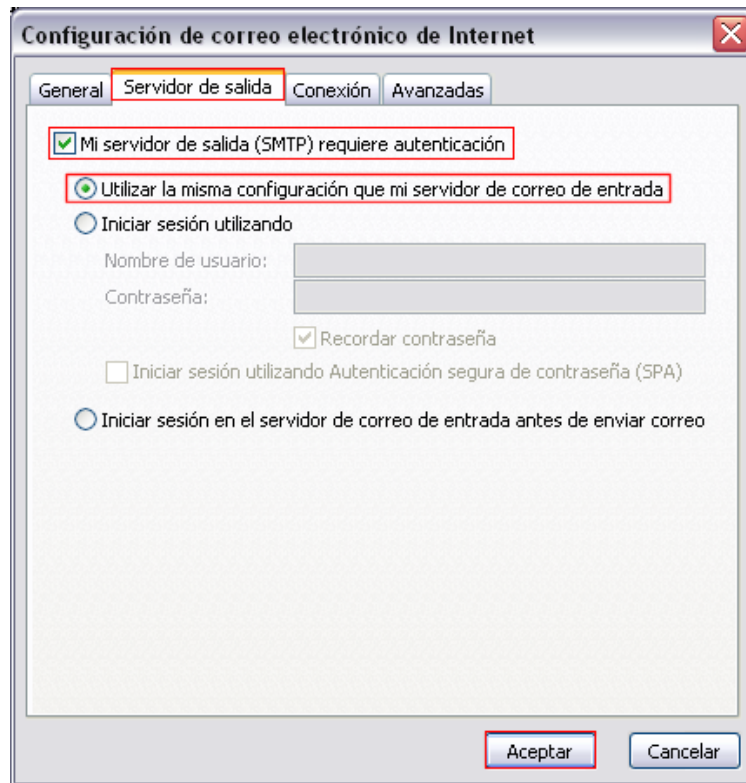 Configuración de correo electrónico de Internet
General Servidor de salida Conexión Avanzadas
Mi servidor de salida (SMTP) requiere autenticación
Utilizar la misma configuración que mi servidor de correo de entrada
Iniciar sesión utilizando
Nombre de usuario:
Contraseña:
Recordar contraseña
Iniciar sesión utilizando Autenticación segura de contraseña (SPA)
Iniciar sesión en el servidor de correo de entrada antes de enviar correo
Aceptar Cancelar